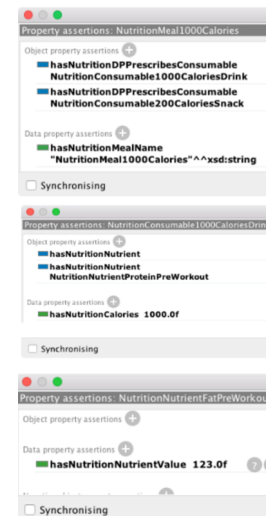 Property assertions: NutritionMeal1000Calories
Object property assertions
hasNutritionDPPrescribesConsumable
NutritionConsumable1000CaloriesDrink
hasNutritionDPPrescribesConsumable
NutritionConsumable200CaloriesSnack
Data property assertions
hasNutritionMealName
"NutritionMeal1000Calories"^^xsd:string
Synchronising
Property assertions: NutritionConsumable1000CaloriesDrin
Object property assertions
hasNutritionNutrient
hasNutritionNutrient
NutritionNutrientProteinPreWorkout
Data property assertions
hasNutritionCalories 1000.0f
Synchronising
Property assertions: NutritionNutrientFatPreWorkou
Object property assertions
Data property assertions
hasNutritionNutrientValue 123.0f
Synchronising